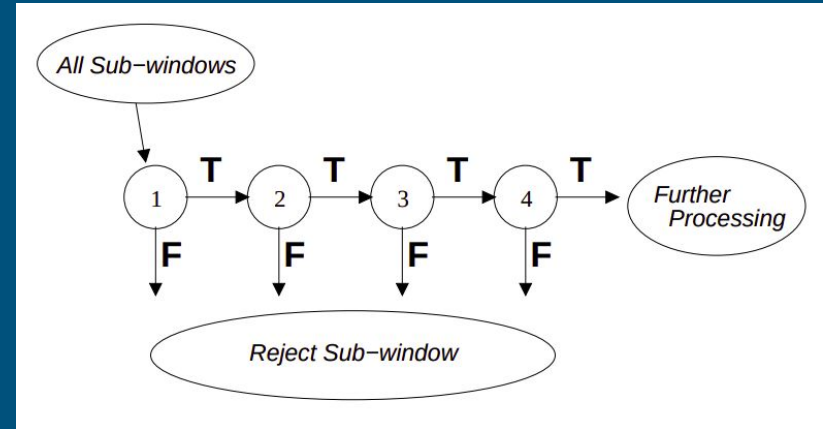 All Sub−windows
T T T T
1 2 3 4
Further
Processing
F F F F
Reject Sub−window